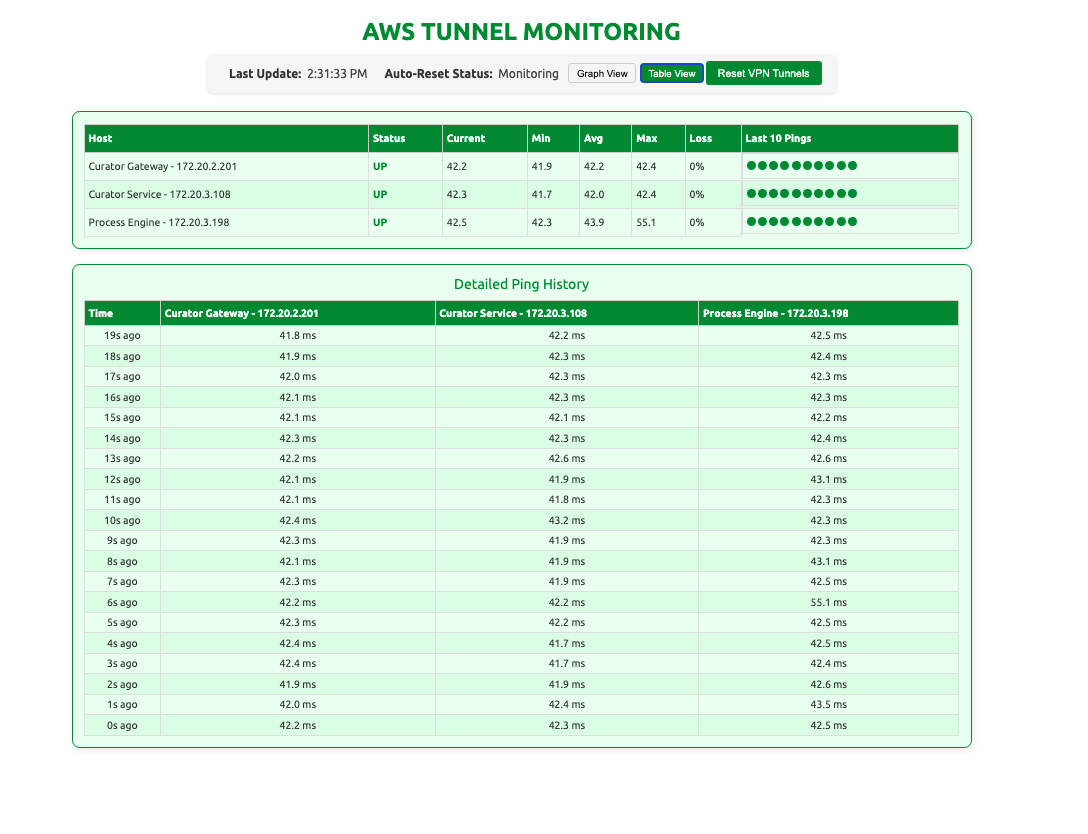 AWS TUNNEL MONITORING
Last Update: 2:31:33 PM Auto-Reset Status: Monitoring Graph View Table View Reset VPN Tunnels
Host Status Current Min Avg Max Loss Last 10 Pings
Curator Gateway - 172.20.2.201 UP 42.2 41.9 42.2 42.4 0%
Curator Service - 172.20.3.108 UP 42.3 41.7 42.0 42.4 0%
Process Engine - 172.20.3.198 UP 42.5 42.3 43.9 55.1 0%
Detailed Ping History
Time Curator Gateway - 172.20.2.201 Curator Service - 172.20.3.108 Process Engine - 172.20.3.198
19s ago 41.8 ms 42.2 ms 42.5 ms
18s ago 41.9 ms 42.3 ms 42.4 ms
17s ago 42.0 ms 42.3 ms 42.3 ms
16s ago 42.1 ms 42.3 ms 42.3 ms
15s ago 42.1 ms 42.1 ms 42.2 ms
14s ago 42.3 ms 42.3 ms 42.4 ms
13s ago 42.2 ms 42.6 ms 42.6 ms
12s ago 42.1 ms 41.9 ms 43.1 ms
11s ago 42.1 ms 41.8 ms 42.3 ms
10s ago 42.4 ms 43.2 ms 42.3 ms
9s ago 42.3 ms 41.9 ms 42.3 ms
8s ago 42.1 ms 41.9 ms 43.1 ms
7s ago 42.3 ms 41.9 ms 42.5 ms
6s ago 42.2 ms 42.2 ms 55.1 ms
5s ago 42.3 ms 42.2 ms 42.5 ms
4s ago 42.4 ms 41.7 ms 42.5 ms
3s ago 42.4 ms 41.7 ms 42.4 ms
2s ago 41.9 ms 41.9 ms 42.6 ms
1s ago 42.0 ms 42.4 ms 43.5 ms
0s ago 42.2 ms 42.3 ms 42.5 ms